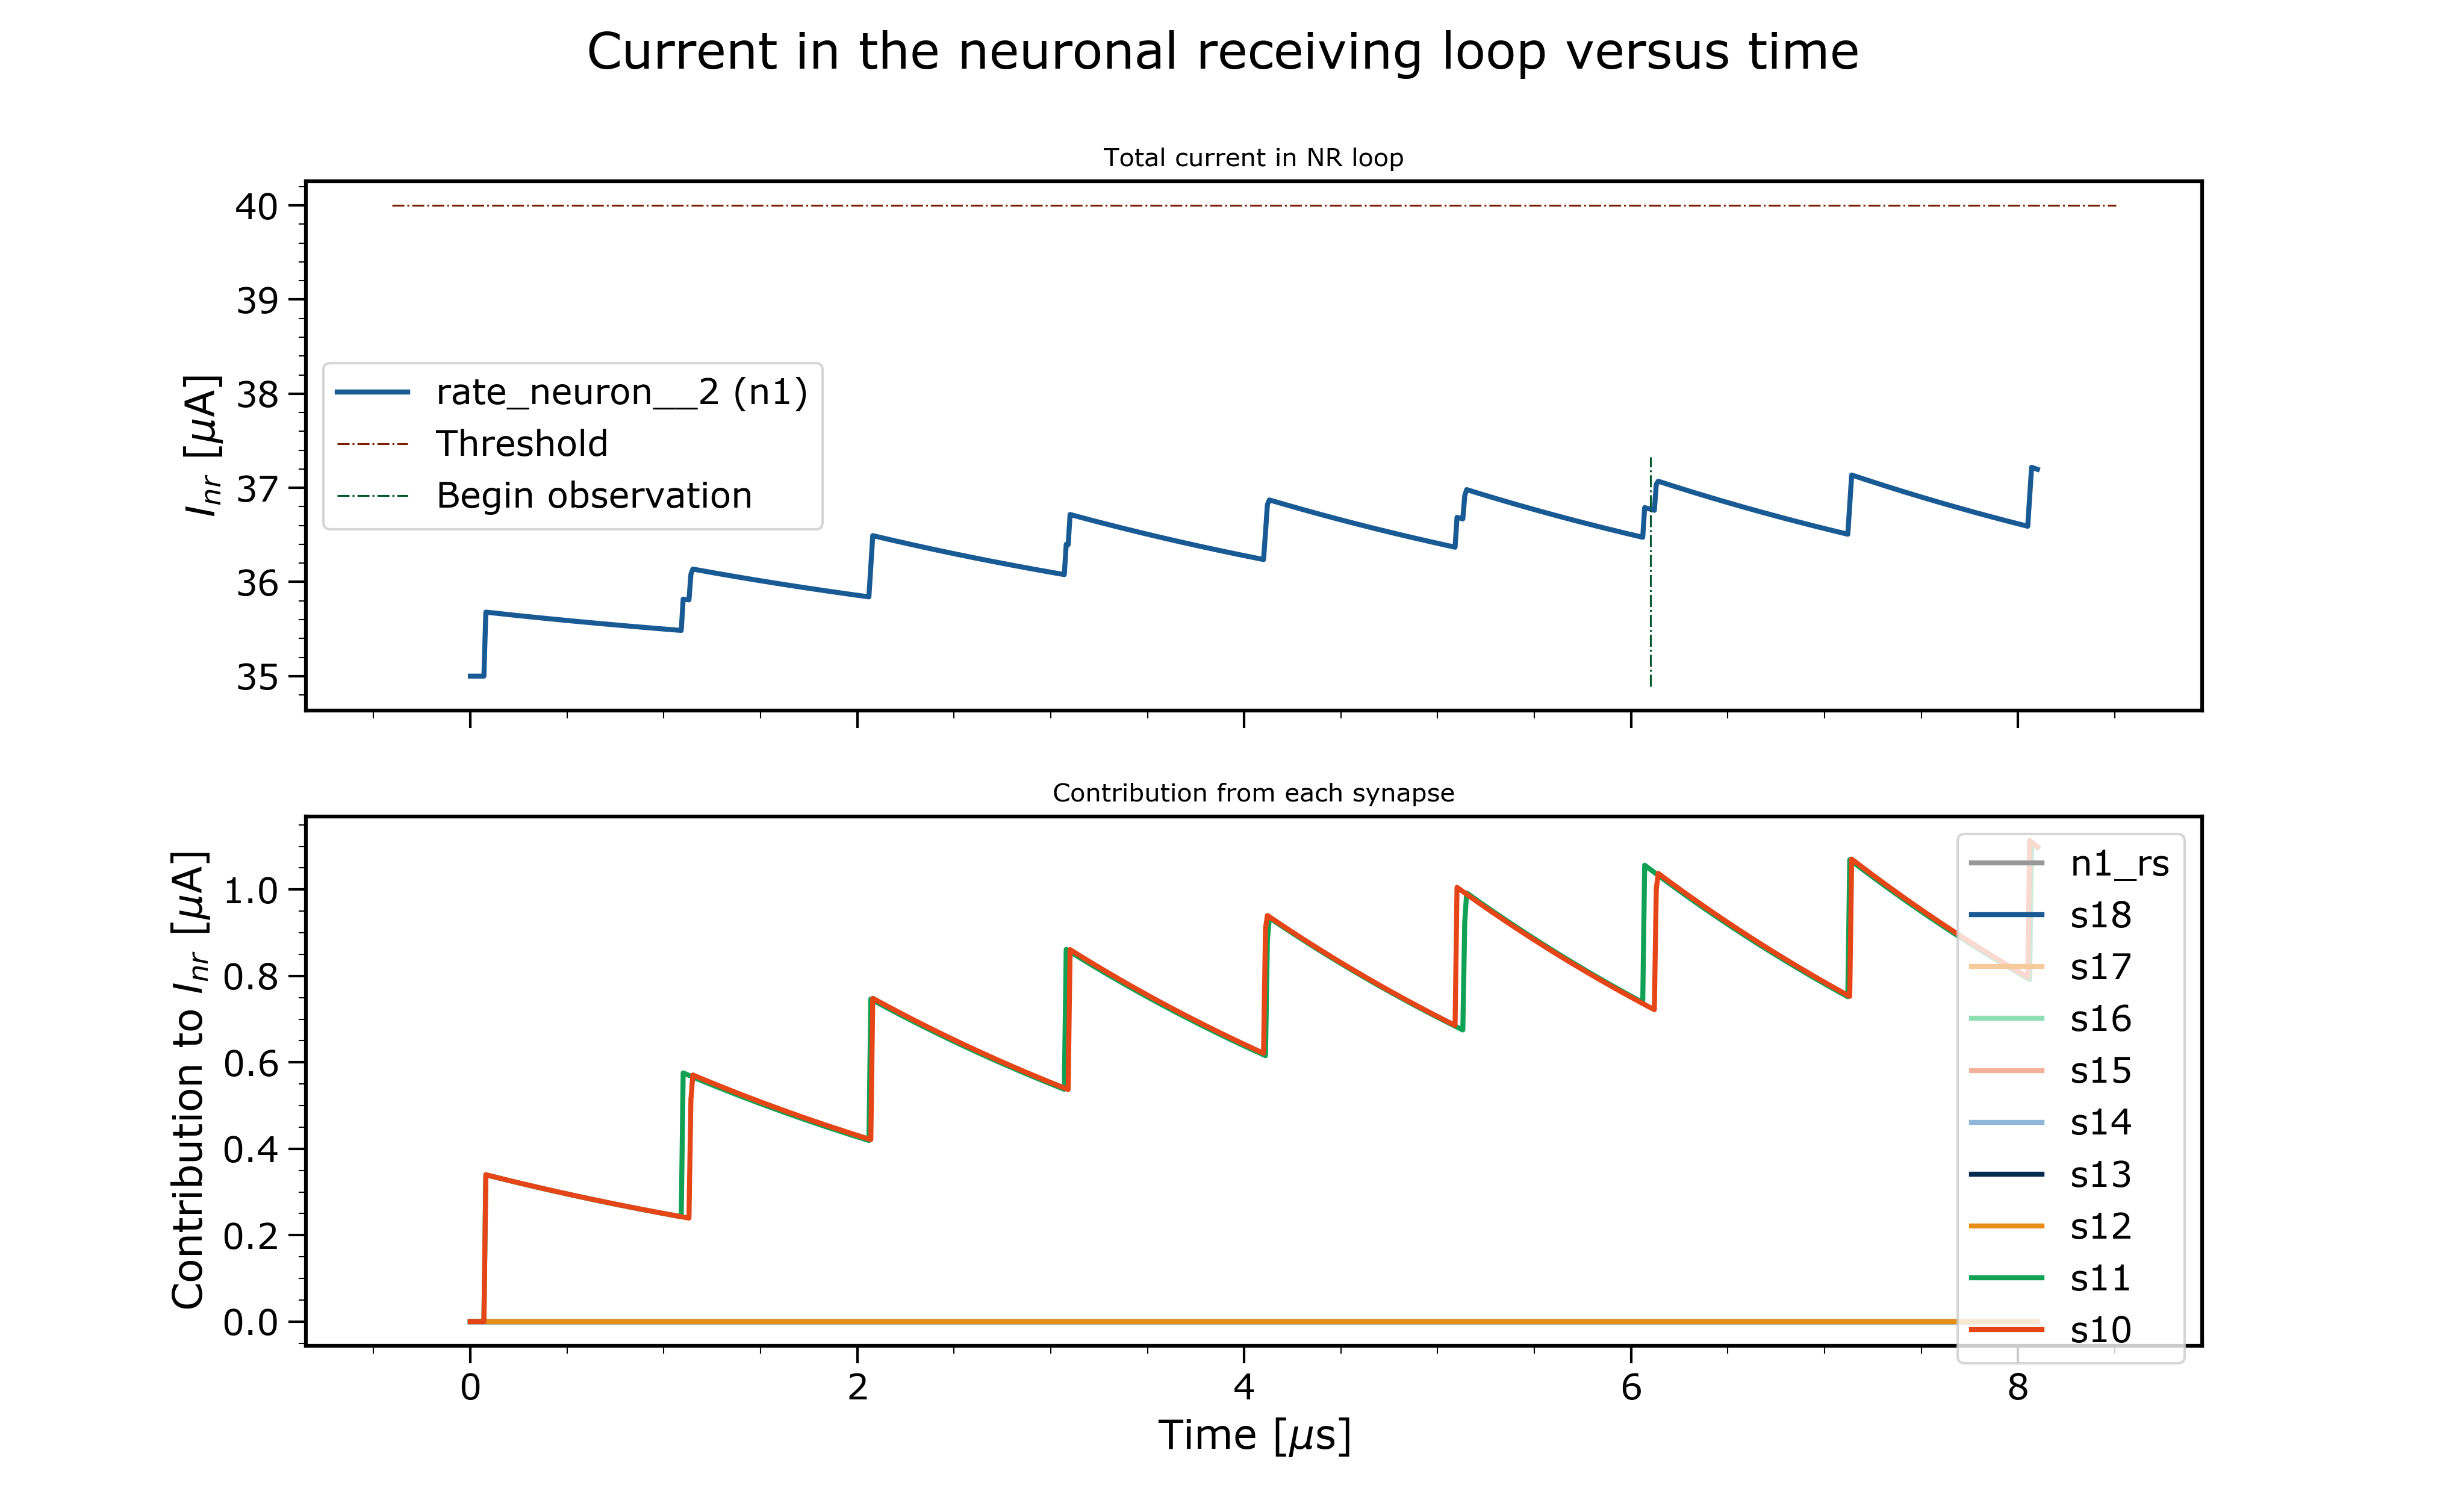 Current in the neuronal receiving loop versus time
Total current in NR loop
40
39
38
37
36
35
I_nr [μA]
rate_neuron__2 (n1)
Threshold
Begin observation
Contribution from each synapse
1.0
0.8
0.6
0.4
0.2
0.0
Contribution to I_nr [μA]
n1_rs
s18
s17
s16
s15
s14
s13
s12
s11
s10
0 2 4 6 8
Time [μs]